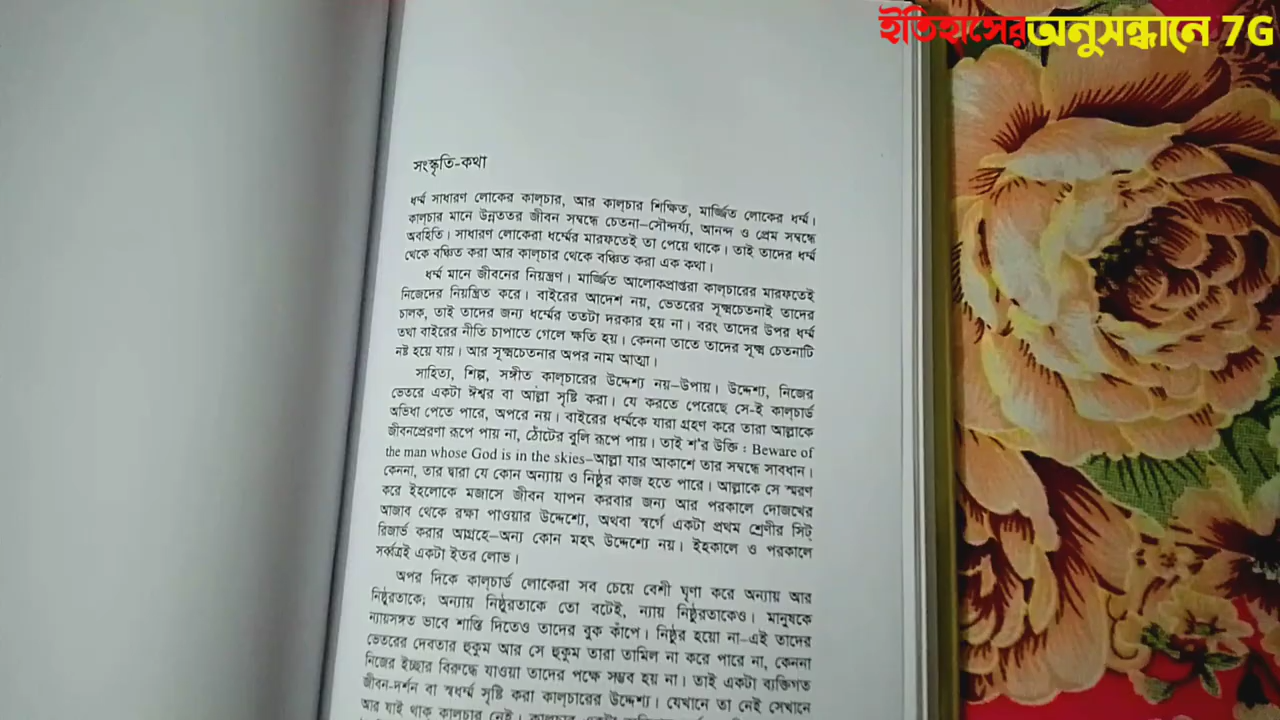 ইতিহাসের অনুসন্ধানে 7G
সংস্কৃতি-কথা
ধর্ম্ম সাধারণ লোকের কাল্‌চার, আর কাল্‌চার শিক্ষিত, মার্জ্জিত লোকের ধর্ম্ম।
কাল্‌চার মানে উন্নততর জীবন সম্বন্ধে চেতনা–সৌন্দর্য্য, আনন্দ ও প্রেম সম্বন্ধে
অবহিতি। সাধারণ লোকেরা ধর্ম্মের মারফতেই তা পেয়ে থাকে। তাই তাদের ধর্ম্ম
থেকে বঞ্চিত করা আর কাল্‌চার থেকে বঞ্চিত করা এক কথা।
ধর্ম্ম মানে জীবনের নিয়ন্ত্রণ। মার্জ্জিত আলোকপ্রাপ্তরা কাল্‌চারের মারফতেই
নিজেদের নিয়ন্ত্রিত করে। বাইরের আদেশ নয়, ভেতরের সূক্ষ্মচেতনাই তাদের
চালক, তাই তাদের জন্য ধর্ম্মের ততটা দরকার হয় না। বরং তাদের উপর ধর্ম্ম
তথা বাইরের নীতি চাপাতে গেলে ক্ষতি হয়। কেননা তাতে তাদের সূক্ষ্ম চেতনাটি
নষ্ট হয়ে যায়। আর সূক্ষ্মচেতনার অপর নাম আত্মা।
সাহিত্য, শিল্প, সঙ্গীত কাল্‌চারের উদ্দেশ্য নয়–উপায়। উদ্দেশ্য, নিজের
ভেতরে একটা ঈশ্বর বা আল্লা সৃষ্টি করা। যে করতে পেরেছে সে-ই কাল্‌চার্ড
অভিধা পেতে পারে, অপরে নয়। বাইরের ধর্ম্মকে যারা গ্রহণ করে তারা আল্লাকে
জীবনপ্রেরণা রূপে পায় না, ঠোঁটের বুলি রূপে পায়। তাই শ'র উক্তি : Beware of
the man whose God is in the skies–আল্লা যার আকাশে তার সম্বন্ধে সাবধান।
কেননা, তার দ্বারা যে কোন অন্যায় ও নিষ্ঠুর কাজ হতে পারে। আল্লাকে সে স্মরণ
করে ইহলোকে মজাসে জীবন যাপন করবার জন্য আর পরকালে দোজখের
আজাব থেকে রক্ষা পাওয়ার উদ্দেশ্যে, অথবা স্বর্গে একটা প্রথম শ্রেণীর সিট্
রিজার্ভ করার আগ্রহে–অন্য কোন মহৎ উদ্দেশ্যে নয়। ইহকালে ও পরকালে
সর্ব্বত্রই একটা ইতর লোভ।
অপর দিকে কাল্‌চার্ড লোকেরা সব চেয়ে বেশী ঘৃণা করে অন্যায় আর
নিষ্ঠুরতাকে; অন্যায় নিষ্ঠুরতাকে তো বটেই, ন্যায় নিষ্ঠুরতাকেও। মানুষকে
ন্যায়সঙ্গত ভাবে শাস্তি দিতেও তাদের বুক কাঁপে। নিষ্ঠুর হয়ো না–এই তাদের
ভেতরের দেবতার হুকুম আর সে হুকুম তারা তামিল না করে পারে না, কেননা
নিজের ইচ্ছার বিরুদ্ধে যাওয়া তাদের পক্ষে সম্ভব হয় না। তাই একটা ব্যক্তিগত
জীবন-দর্শন বা স্বধর্ম্ম সৃষ্টি করা কাল্‌চারের উদ্দেশ্য। যেখানে তা নেই সেখানে
আর যাই থাক কাল্‌চার নেই। কাল্‌চার একটা